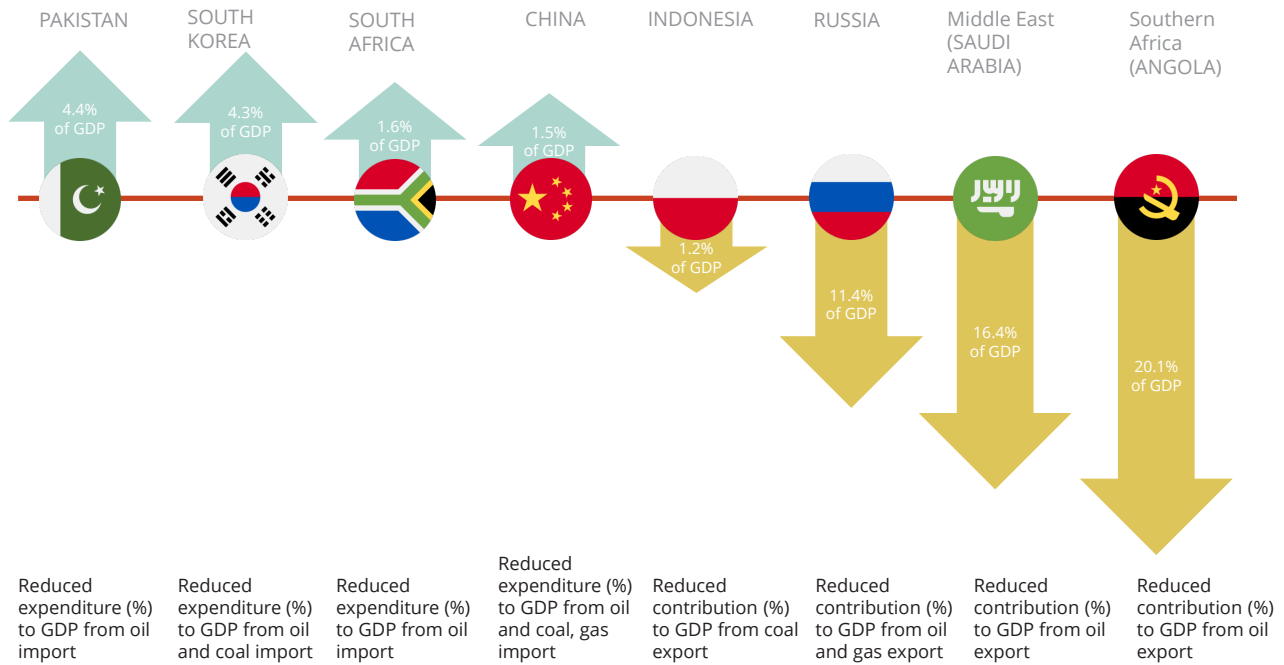 PAKISTAN
SOUTH
KOREA
SOUTH
AFRICA
CHINA
INDONESIA
RUSSIA
Middle East
(SAUDI
ARABIA)
Southern
Africa
(ANGOLA)
4.4%
of GDP
4.3%
of GDP
1.6%
of GDP
1.5%
of GDP
1.2%
of GDP
11.4%
of GDP
16.4%
of GDP
20.1%
of GDP
Reduced
expenditure (%)
to GDP from oil
import
Reduced
expenditure (%)
to GDP from oil
and coal import
Reduced
expenditure (%)
to GDP from oil
import
Reduced
expenditure (%)
to GDP from oil
and coal, gas
import
Reduced
contribution (%)
to GDP from coal
export
Reduced
contribution (%)
to GDP from oil
and gas export
Reduced
contribution (%)
to GDP from oil
export
Reduced
contribution (%)
to GDP from oil
export